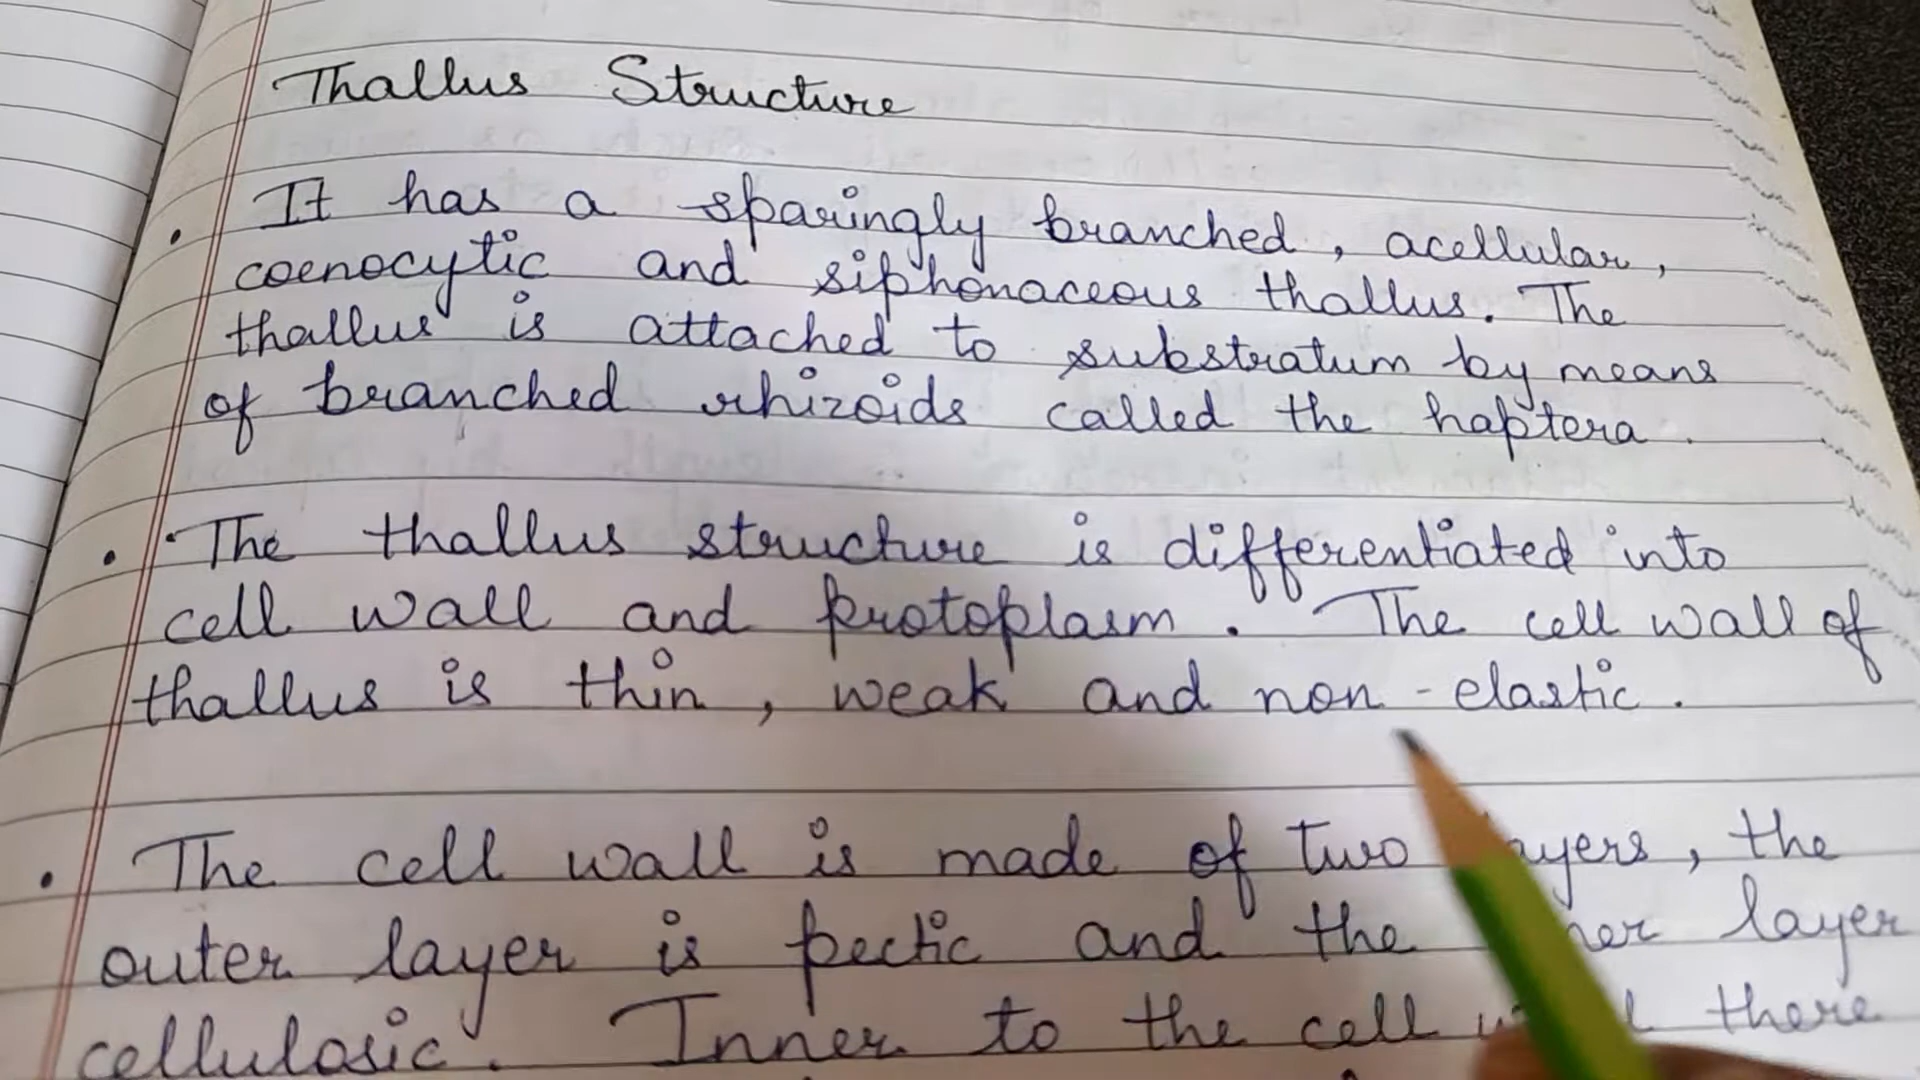 Thallus Structure
• It has a sparingly branched, acellular,
coenocytic and siphonaceous thallus. The
thallus is attached to substratum by means
of branched rhizoids called the haptera.
• The thallus structure is differentiated into
cell wall and protoplasm. The cell wall of
thallus is thin, weak and non-elastic.
• The cell wall is made of two layers, the
outer layer is pectic and the layer
cellulosic. Inner to the cell there